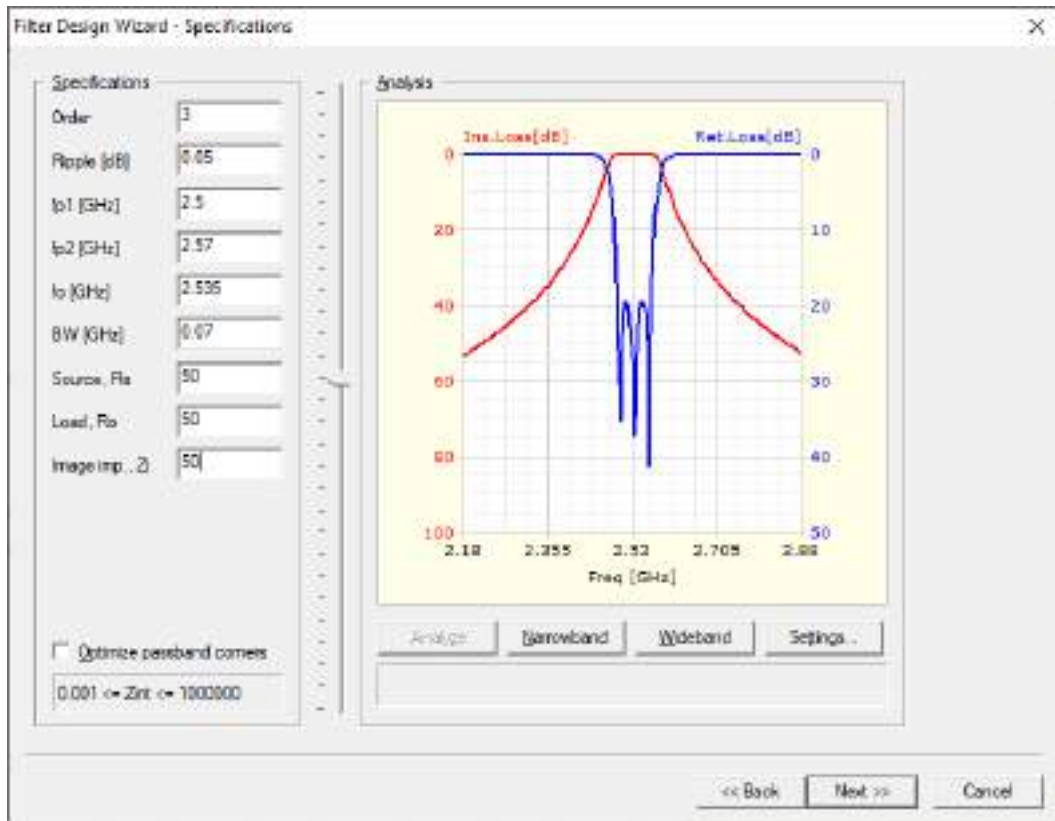 Filter Design Wizard - Specifications
Specifications
Order 3
Ripple [dB] 0.05
fp1 [GHz] 2.5
fp2 [GHz] 2.57
fo [GHz] 2.535
BW [GHz] 0.07
Source, Ra 50
Load, Ro 50
Image imp., Zi 50
Optimize passband corners
0.001 <= Zint <= 1000000
Analysis
Ins.Loss[dB] Ret.Loss[dB]
0 0
20 10
40 20
60 30
80 40
100 50
2.18 2.355 2.53 2.705 2.88
Freq [GHz]
Analyze Narrowband Wideband Settings...
<< Back Next >> Cancel